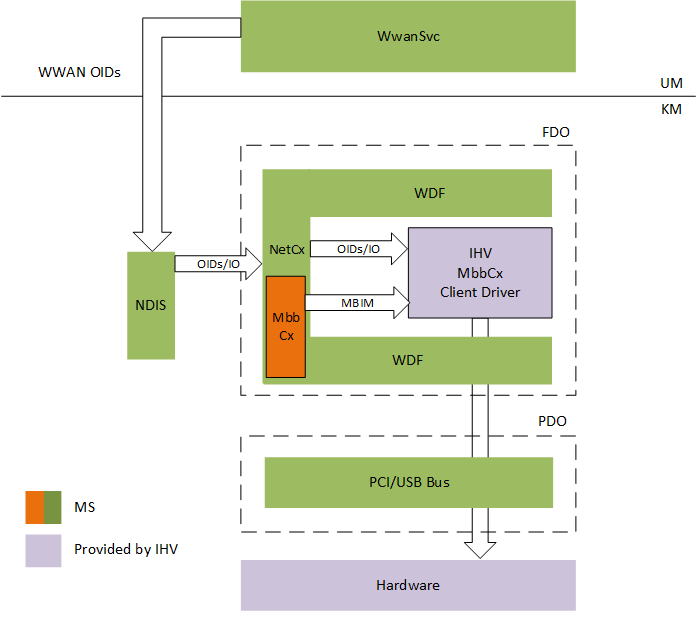 WwanSvc
WWAN OIDs
UM
KM
FDO
WDF
NetCx
OIDs/IO
IHV
MbbCx
Client Driver
OIDs/IO
NDIS
MBIM
Mbb
Cx
WDF
PDO
PCI/USB Bus
MS
Provided by IHV
Hardware